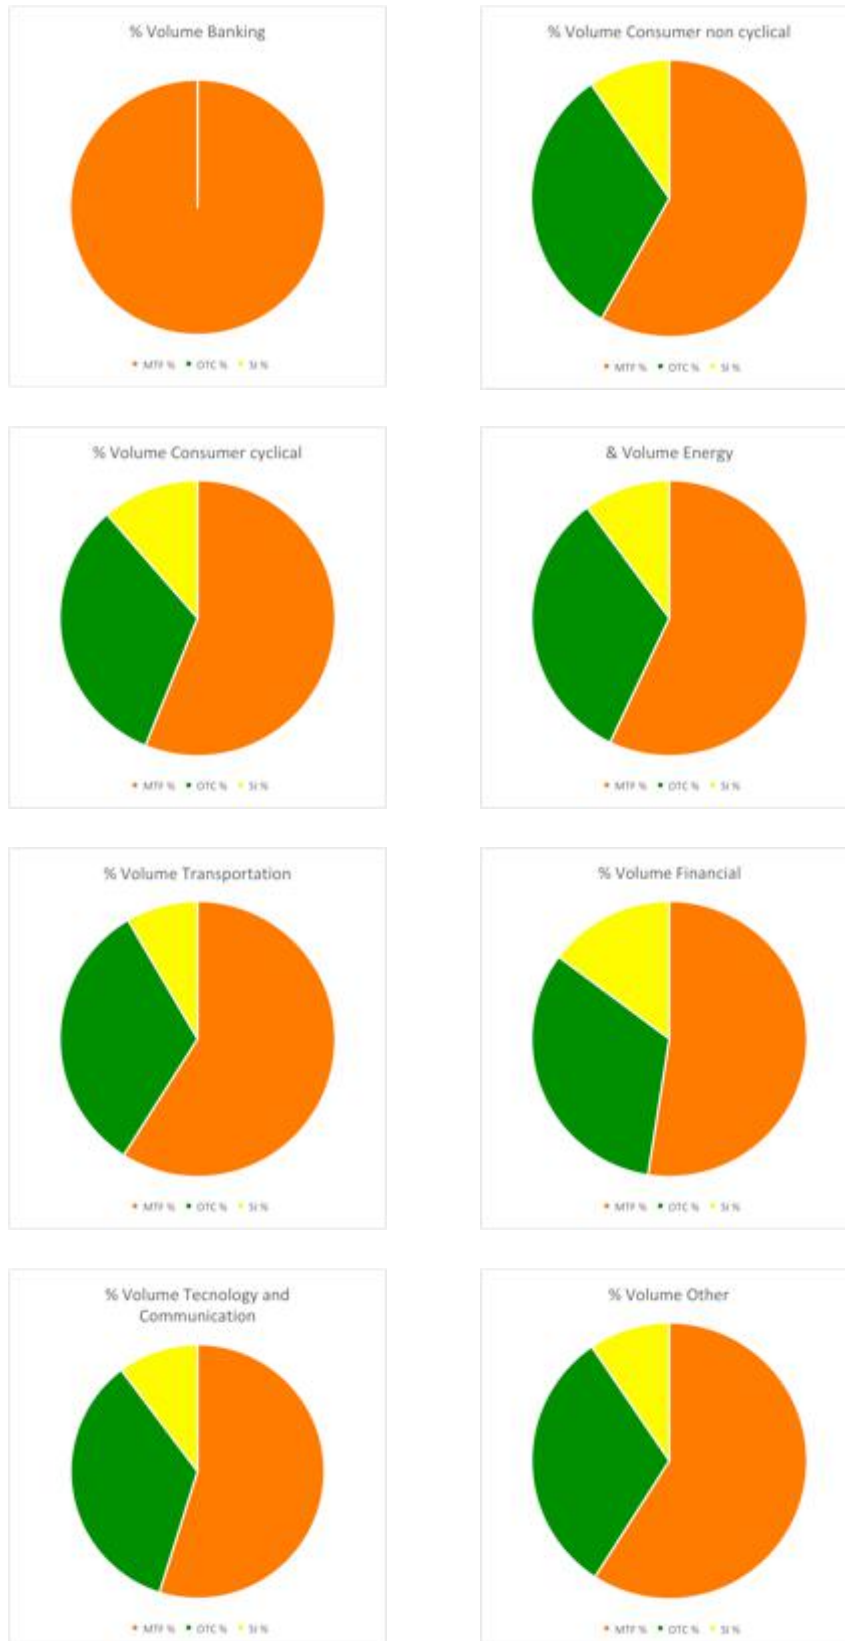 % Volume Banking
MTF % OTC % SI %
% Volume Consumer non cyclical
MTF % OTC % SI %
% Volume Consumer cyclical
MTF % OTC % SI %
& Volume Energy
MTF % OTC % SI %
% Volume Transportation
MTF % OTC % SI %
% Volume Financial
MTF % OTC % SI %
% Volume Tecnology and
Communication
MTF % OTC % SI %
% Volume Other
MTF % OTC % SI %